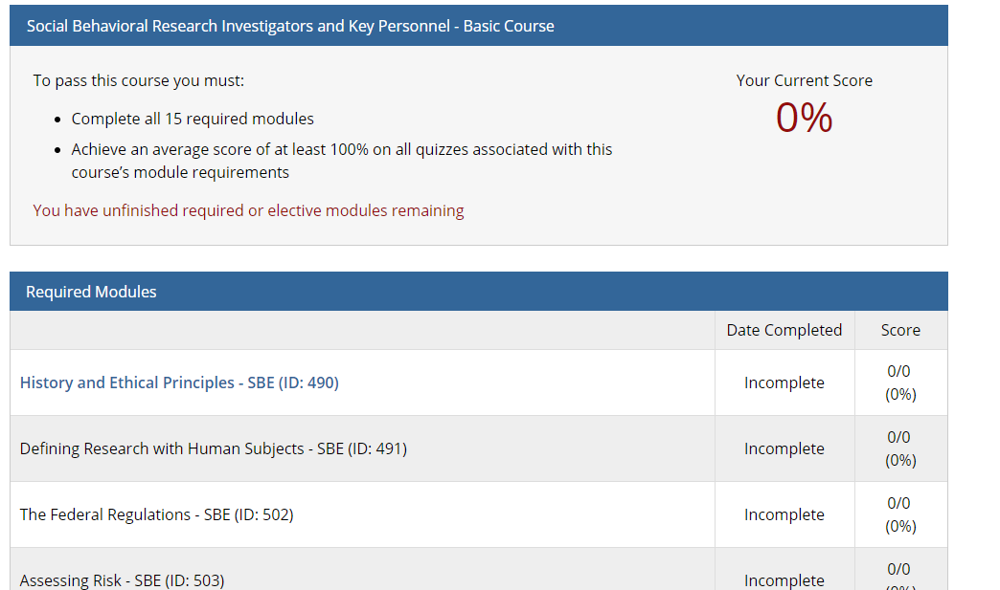 Social Behavioral Research Investigators and Key Personnel - Basic Course
To pass this course you must:
Your Current Score
0%
Complete all 15 required modules
Achieve an average score of at least 100% on all quizzes associated with this
course’s module requirements
You have unfinished required or elective modules remaining
Required Modules
Date Completed Score
History and Ethical Principles - SBE (ID: 490) Incomplete 0/0
(0%)
Defining Research with Human Subjects - SBE (ID: 491) Incomplete 0/0
(0%)
The Federal Regulations - SBE (ID: 502) Incomplete 0/0
(0%)
Assessing Risk - SBE (ID: 503) Incomplete 0/0